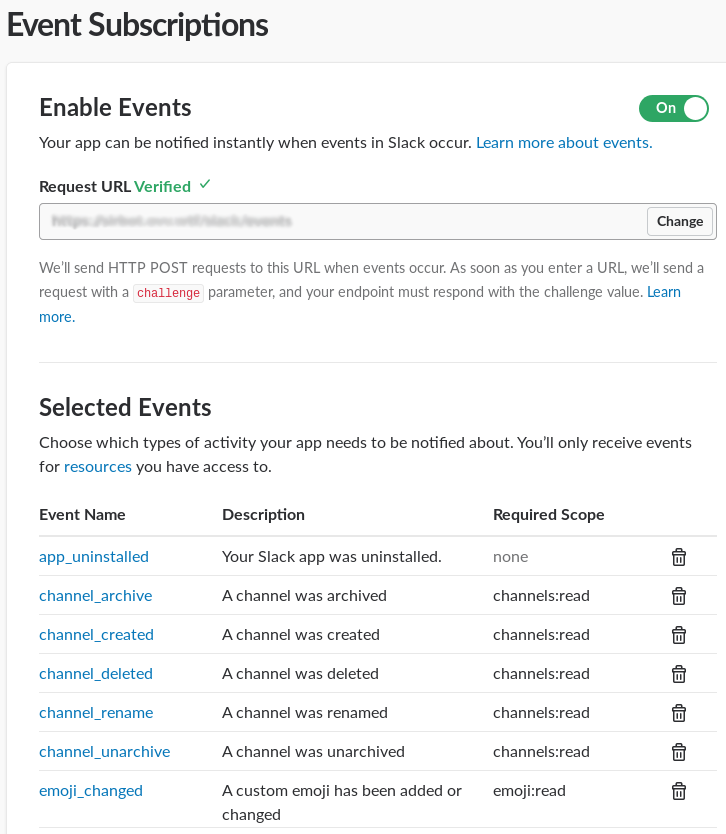 Event Subscriptions
Enable Events
On
Your app can be notified instantly when events in Slack occur. Learn more about events.
Request URL Verified ✓
Change
We'll send HTTP POST requests to this URL when events occur. As soon as you enter a URL, we'll send a
request with a challenge parameter, and your endpoint must respond with the challenge value. Learn
more.
Selected Events
Choose which types of activity your app needs to be notified about. You'll only receive events
for resources you have access to.
Event Name Description Required Scope
app_uninstalled Your Slack app was uninstalled. none
channel_archive A channel was archived channels:read
channel_created A channel was created channels:read
channel_deleted A channel was deleted channels:read
channel_rename A channel was renamed channels:read
channel_unarchive A channel was unarchived channels:read
emoji_changed A custom emoji has been added or emoji:read
changed